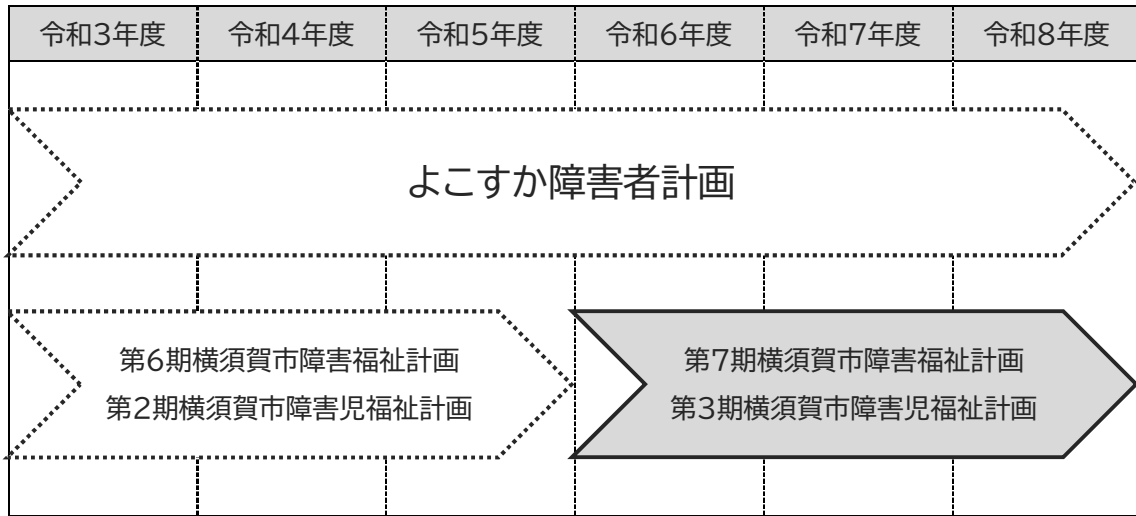 令和3年度 令和4年度 令和5年度 令和6年度 令和7年度 令和8年度
よこすか障害者計画
第6期横須賀市障害福祉計画
第2期横須賀市障害児福祉計画
第7期横須賀市障害福祉計画
第3期横須賀市障害児福祉計画